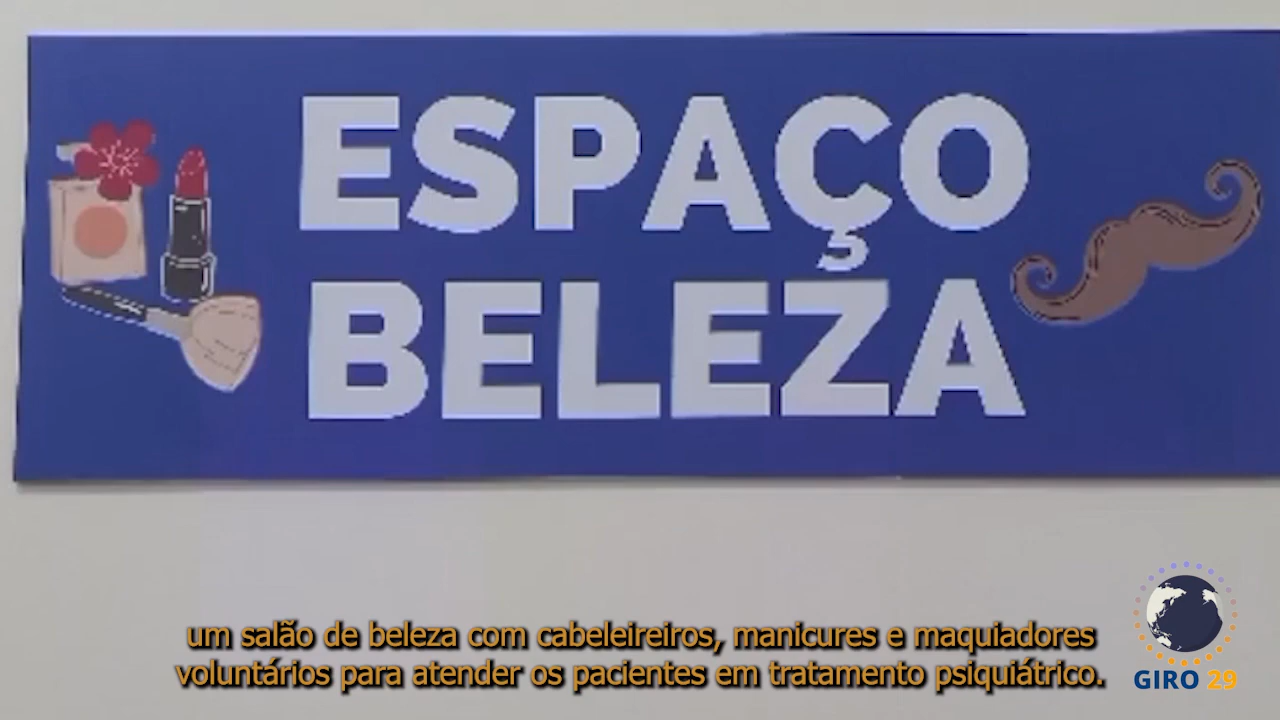 ESPAÇO
BELEZA
um salão de beleza com cabeleireiros, manicures e maquiadores
voluntários para atender os pacientes em tratamento psiquiátrico.
GIRO 29